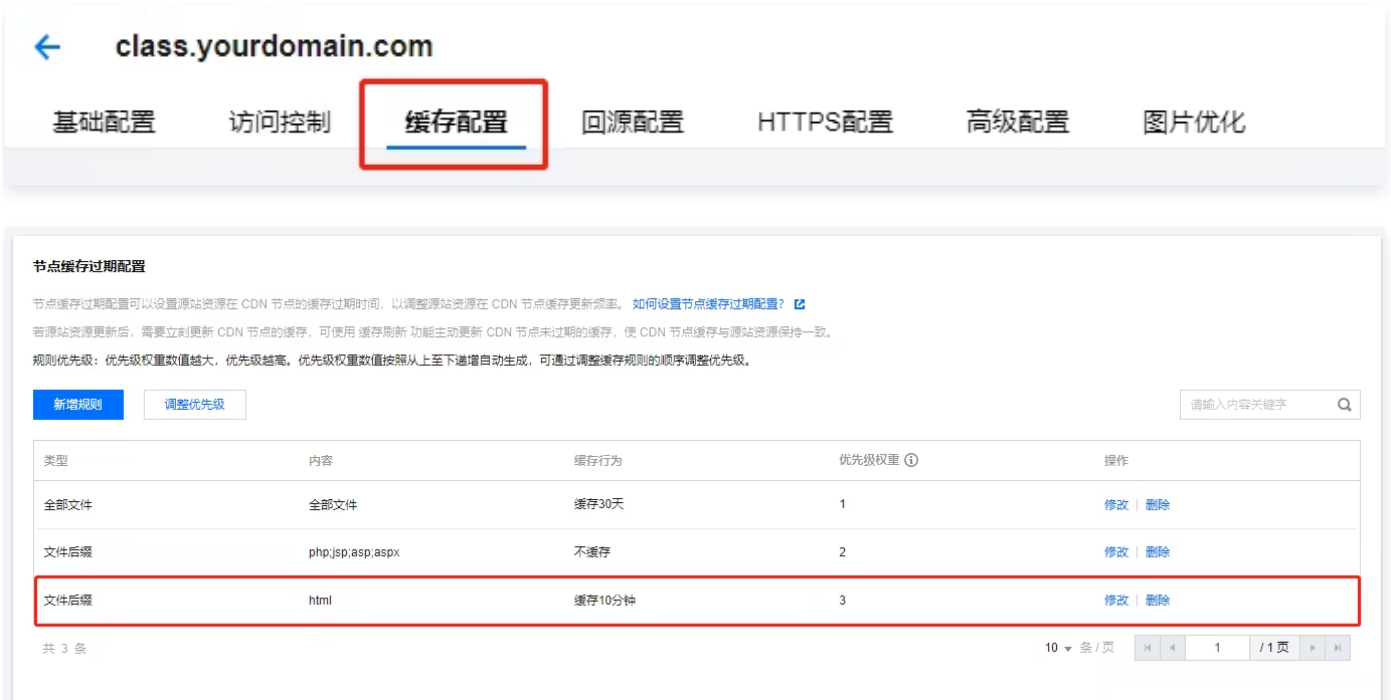 class.yourdomain.com
基础配置 访问控制 缓存配置 回源配置 HTTPS配置 高级配置 图片优化
节点缓存过期配置
节点缓存过期配置可以设置源站资源在 CDN 节点的缓存过期时间，以调整源站资源在 CDN 节点缓存更新频率。 如何设置节点缓存过期配置？
若源站资源更新后，需要立刻更新 CDN 节点的缓存，可使用 缓存刷新 功能主动更新 CDN 节点未过期的缓存，使 CDN 节点缓存与源站资源保持一致。
规则优先级：优先级权重数值越大，优先级越高。优先级权重数值按照从上至下递增自动生成，可通过调整缓存规则的顺序调整优先级。
新增规则 调整优先级 请输入内容关键字
类型 内容 缓存行为 优先级权重 操作
全部文件 全部文件 缓存30天 1 修改 | 删除
文件后缀 php;jsp;asp;aspx 不缓存 2 修改 | 删除
文件后缀 html 缓存10分钟 3 修改 | 删除
共 3 条 10 条 / 页 1 / 1 页